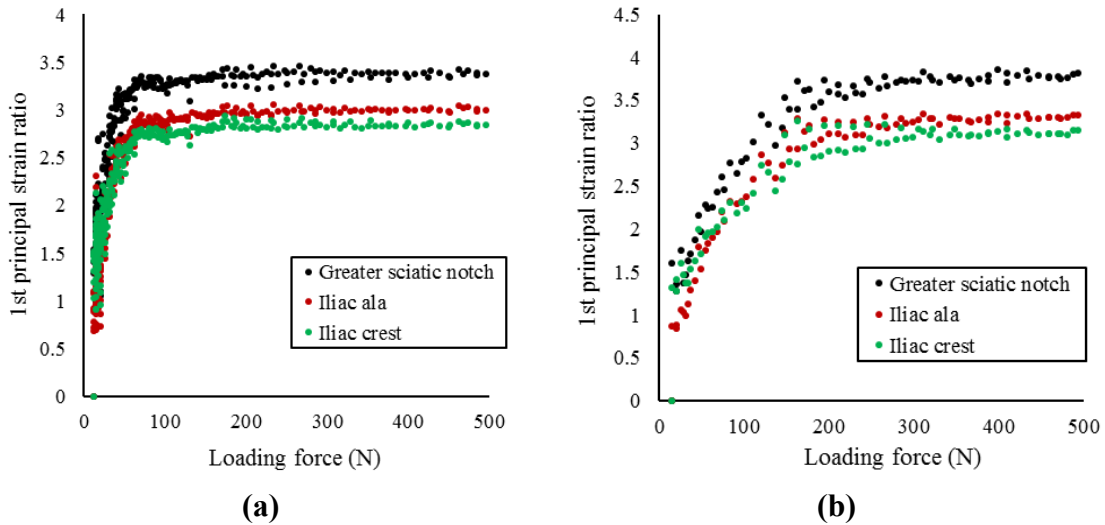 4
3.5
3
2.5
2
1.5
1
0.5
0
1st principal strain ratio
Greater sciatic notch
Iliac ala
Iliac crest
0 100 200 300 400 500
Loading force (N)
(a)
4.5
4
3.5
3
2.5
2
1.5
1
0.5
0
1st principal strain ratio
Greater sciatic notch
Iliac ala
Iliac crest
0 100 200 300 400 500
Loading force (N)
(b)